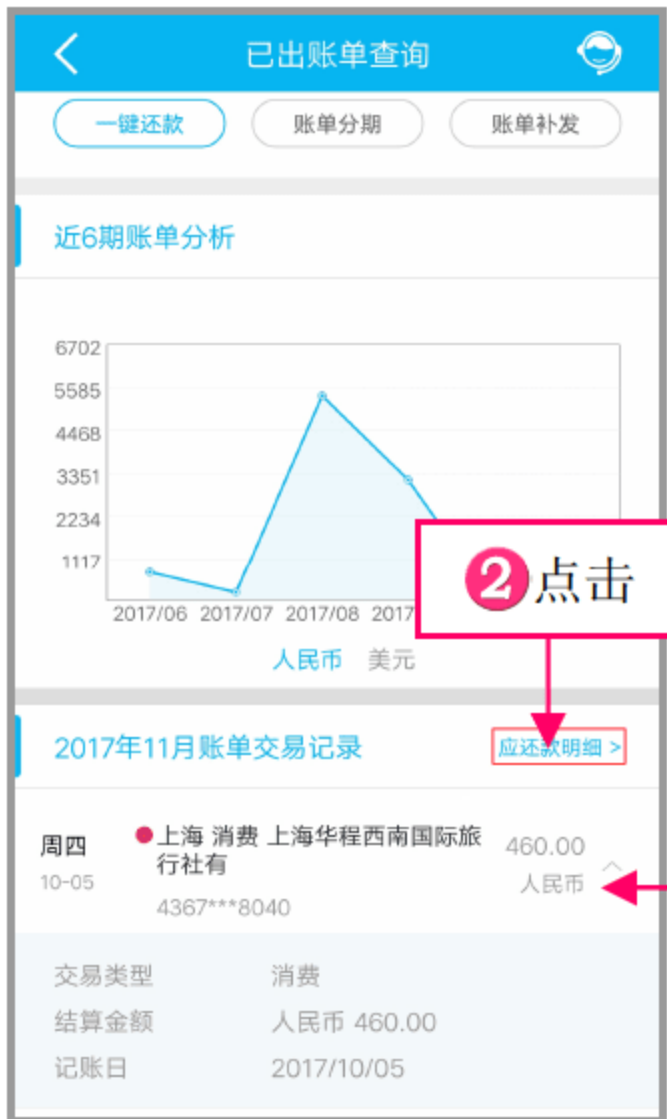 已出账单查询
一键还款 账单分期 账单补发
近6期账单分析
6702
5585
4468
3351
2234
1117
2017/06 2017/07 2017/08 2017
人民币 美元
2 点击
2017年11月账单交易记录 应还款明细 >
周四 上海 消费 上海华程西南国际旅 460.00
10-05 行社有 人民币
4367***8040
交易类型 消费
结算金额 人民币 460.00
记账日 2017/10/05